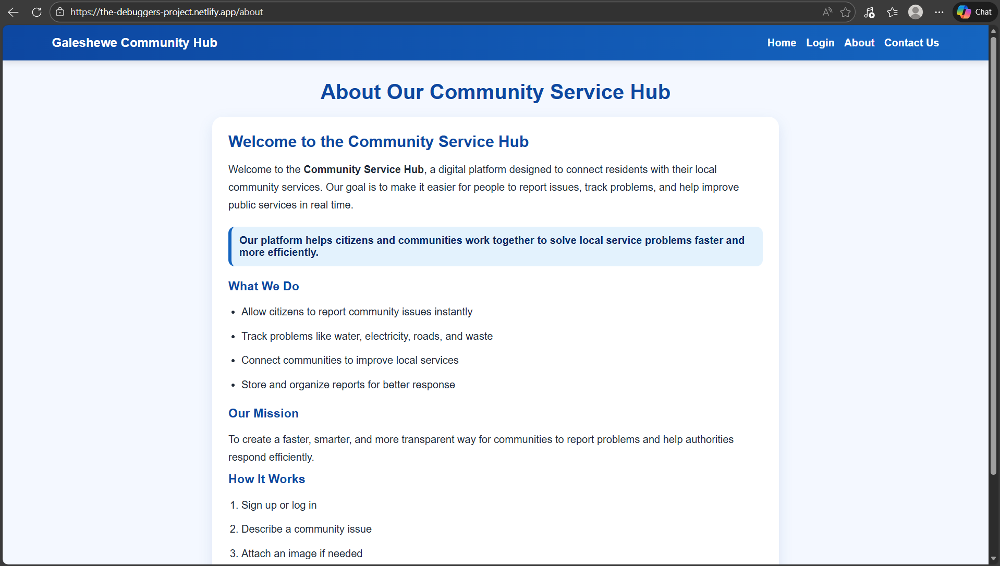 https://the-debuggers-project.netlify.app/about
Chat
Galeshewe Community Hub
Home Login About Contact Us
About Our Community Service Hub
Welcome to the Community Service Hub
Welcome to the Community Service Hub, a digital platform designed to connect residents with their local
community services. Our goal is to make it easier for people to report issues, track problems, and help improve
public services in real time.
Our platform helps citizens and communities work together to solve local service problems faster and
more efficiently.
What We Do
• Allow citizens to report community issues instantly
• Track problems like water, electricity, roads, and waste
• Connect communities to improve local services
• Store and organize reports for better response
Our Mission
To create a faster, smarter, and more transparent way for communities to report problems and help authorities
respond efficiently.
How It Works
1. Sign up or log in
2. Describe a community issue
3. Attach an image if needed